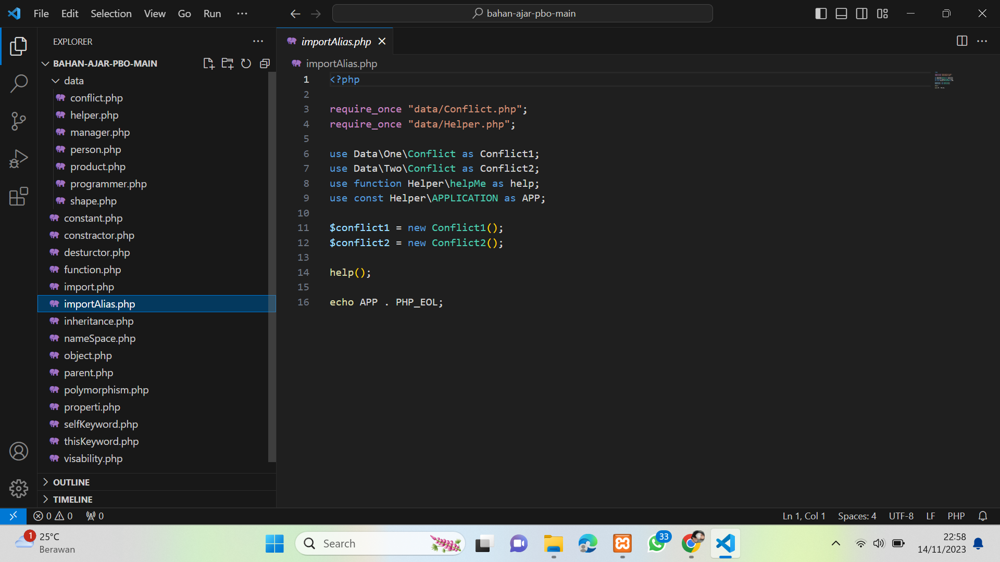 File Edit Selection View Go Run ···
bahan-ajar-pbo-main
EXPLORER
importAlias.php
BAHAN-AJAR-PBO-MAIN
importAlias.php
data
conflict.php
helper.php
manager.php
person.php
product.php
programmer.php
shape.php
constant.php
constractor.php
desturctor.php
function.php
import.php
importAlias.php
inheritance.php
nameSpace.php
object.php
parent.php
polymorphism.php
properti.php
selfKeyword.php
thisKeyword.php
visability.php
OUTLINE
TIMELINE
1 <?php
2
3 require_once "data/Conflict.php";
4 require_once "data/Helper.php";
5
6 use Data\One\Conflict as Conflict1;
7 use Data\Two\Conflict as Conflict2;
8 use function Helper\helpMe as help;
9 use const Helper\APPLICATION as APP;
10
11 $conflict1 = new Conflict1();
12 $conflict2 = new Conflict2();
13
14 help();
15
16 echo APP . PHP_EOL;
0 0 0
Ln 1, Col 1 Spaces: 4 UTF-8 LF PHP
1
25°C
Berawan
Search
33
22:58
14/11/2023